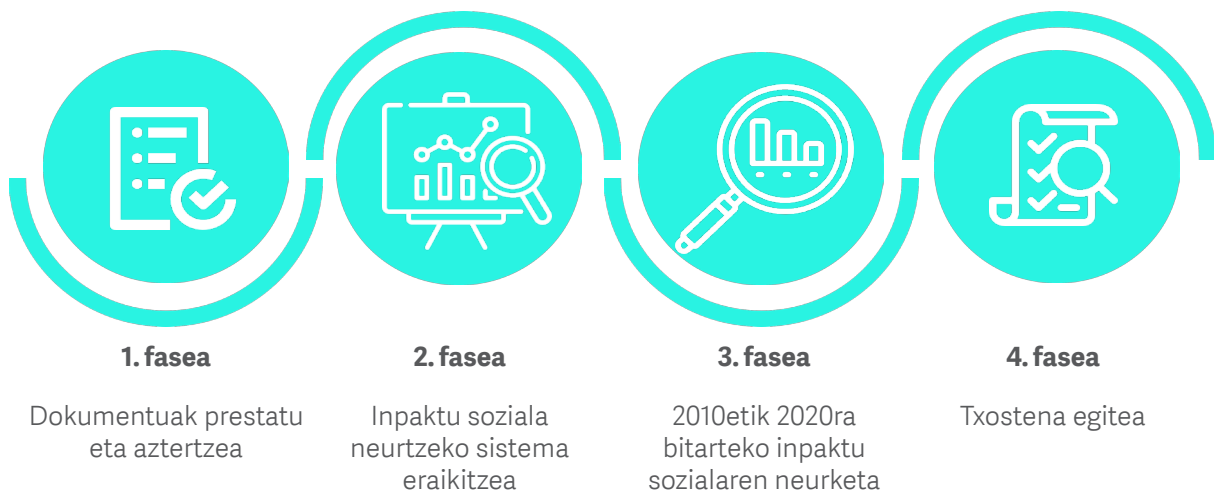 1. fasea
Dokumentuak prestatu
eta aztertzea
2. fasea
Inpaktu soziala
neurtzeko sistema
eraikitzea
3. fasea
2010etik 2020ra
bitarteko inpaktu
sozialaren neurketa
4. fasea
Txostena egitea